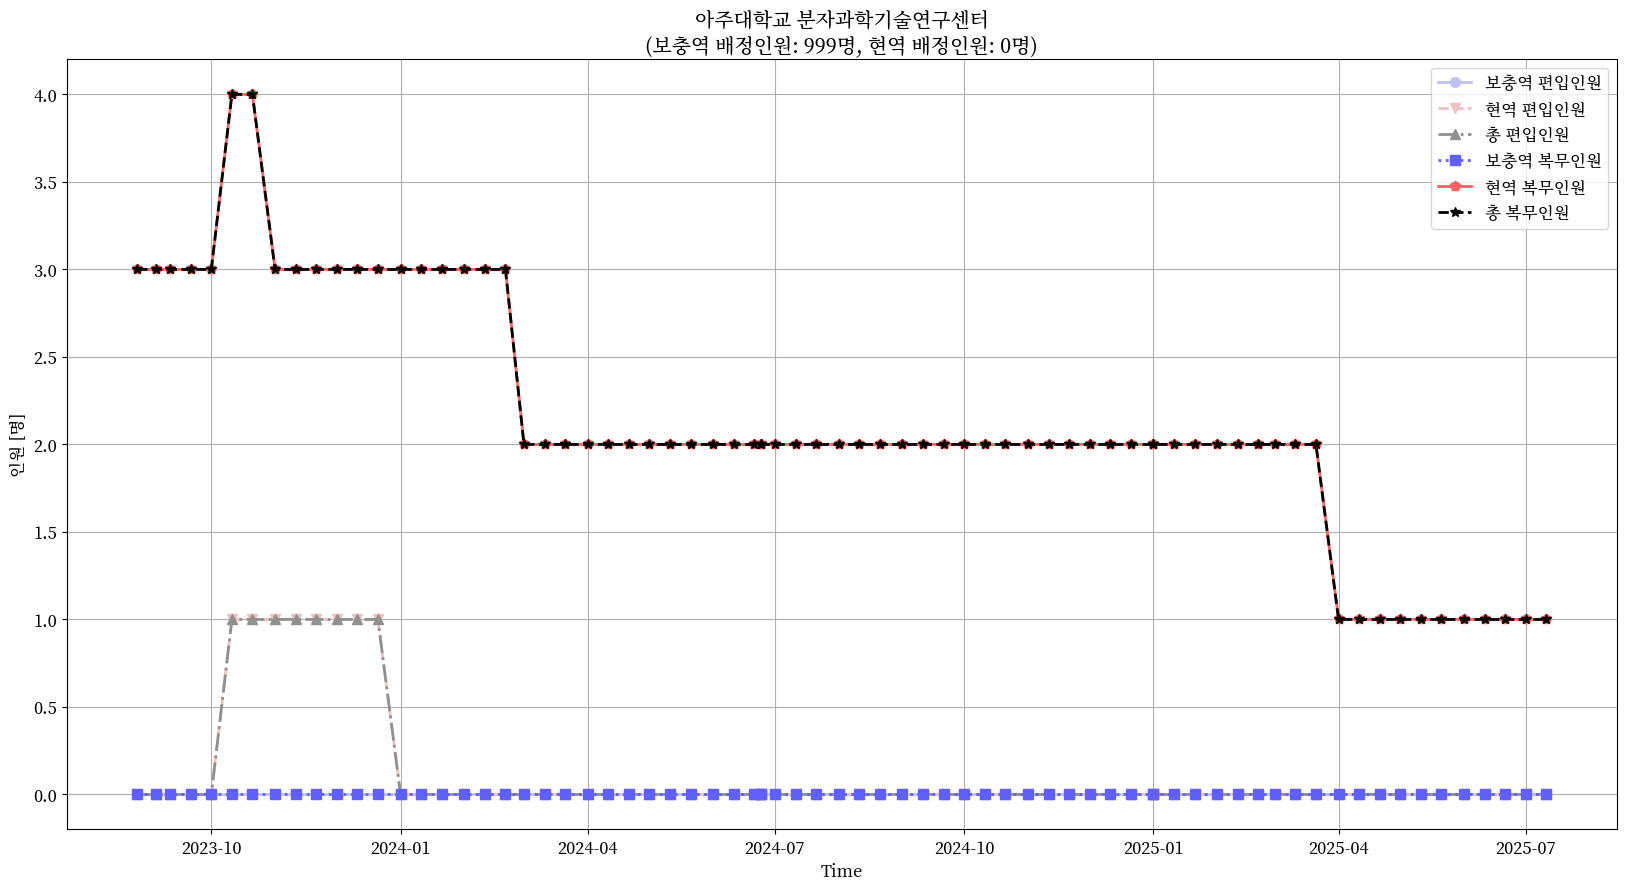 아주대학교 분자과학기술연구센터
(보충역 배정인원: 999명, 현역 배정인원: 0명)
보충역 편입인원
현역 편입인원
총 편입인원
보충역 복무인원
현역 복무인원
총 복무인원
인원 [명]
4.0
3.5
3.0
2.5
2.0
1.5
1.0
0.5
0.0
2023-10
2024-01
2024-04
2024-07
2024-10
2025-01
2025-04
2025-07
Time